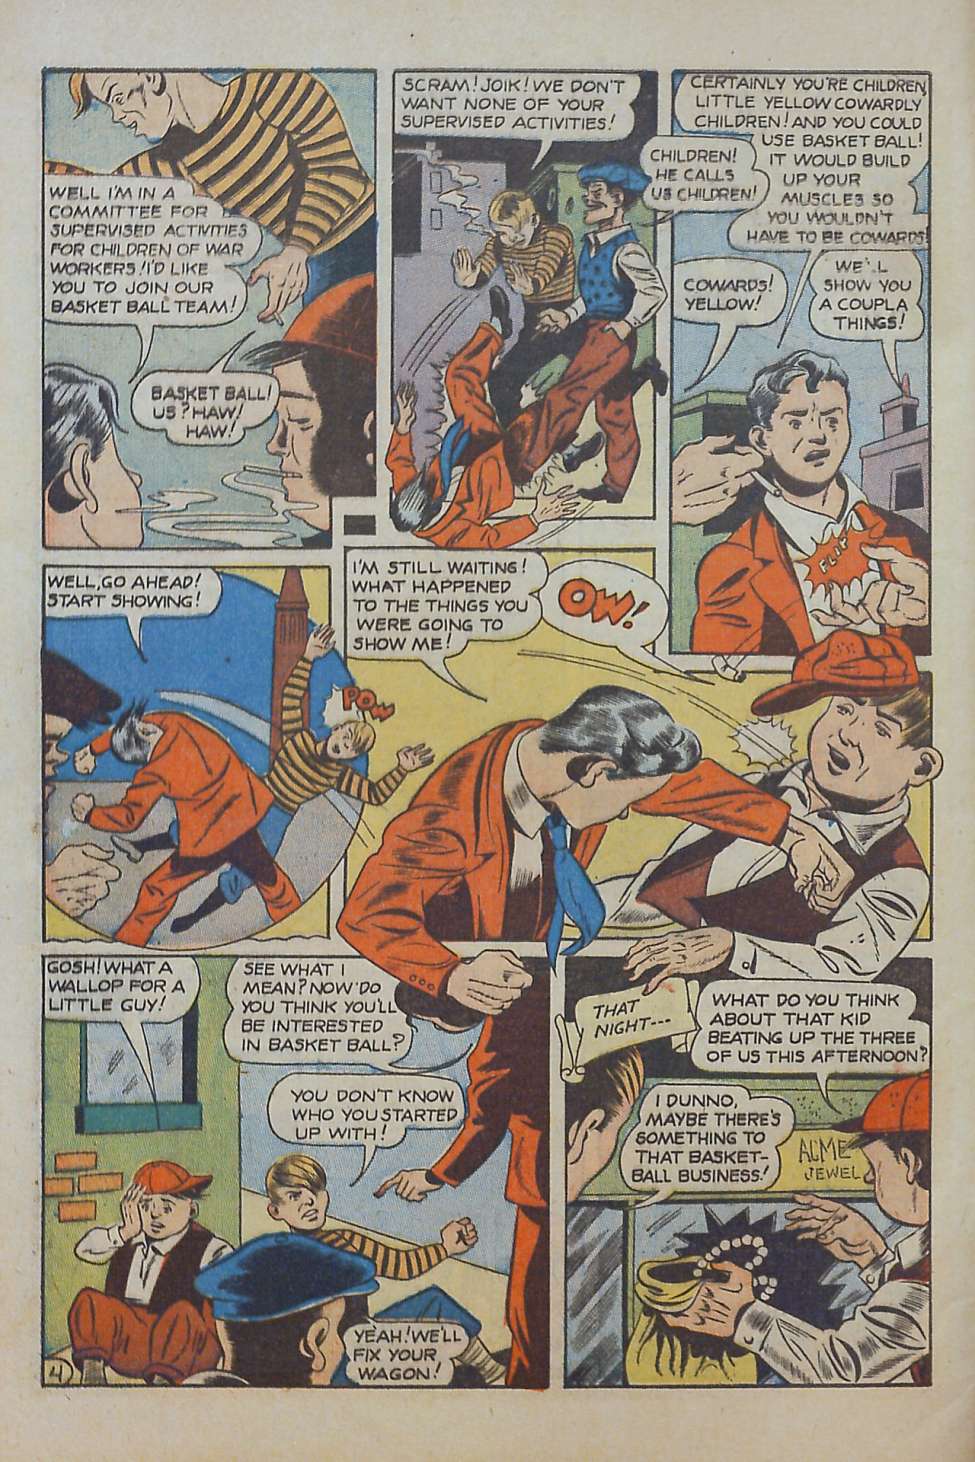 WELL I'M IN A
COMMITTEE FOR
SUPERVISED ACTIVITIES
FOR CHILDREN OF WAR
WORKERS! I'D LIKE
YOU TO JOIN OUR
BASKET BALL TEAM!
BASKET BALL!
US? HAW!
HAW!
SCRAM! JOIK! WE DON'T
WANT NONE OF YOUR
SUPERVISED ACTIVITIES!
CHILDREN!
HE CALLS
US CHILDREN!
CERTAINLY YOU'RE CHILDREN,
LITTLE YELLOW COWARDLY
CHILDREN! AND YOU COULD
USE BASKET BALL!
IT WOULD BUILD
UP YOUR
MUSCLES SO
YOU WOULDN'T
HAVE TO BE COWARDS!
COWARDS!
YELLOW!
WE'LL
SHOW YOU
A COUPLA
THINGS!
FLIP
WELL, GO AHEAD!
START SHOWING!
POW
I'M STILL WAITING!
WHAT HAPPENED
TO THE THINGS YOU
WERE GOING TO
SHOW ME!
OW!
GOSH! WHAT A
WALLOP FOR A
LITTLE GUY!
SEE WHAT I
MEAN? NOW DO
YOU THINK YOU'LL
BE INTERESTED
IN BASKET BALL?
YOU DON'T KNOW
WHO YOU STARTED
UP WITH!
YEAH! WE'LL
FIX YOUR
WAGON!
4
THAT
NIGHT---
WHAT DO YOU THINK
ABOUT THAT KID
BEATING UP THE THREE
OF US THIS AFTERNOON?
I DUNNO,
MAYBE THERE'S
SOMETHING TO
THAT BASKET-
BALL BUSINESS!
ACME
JEWEL